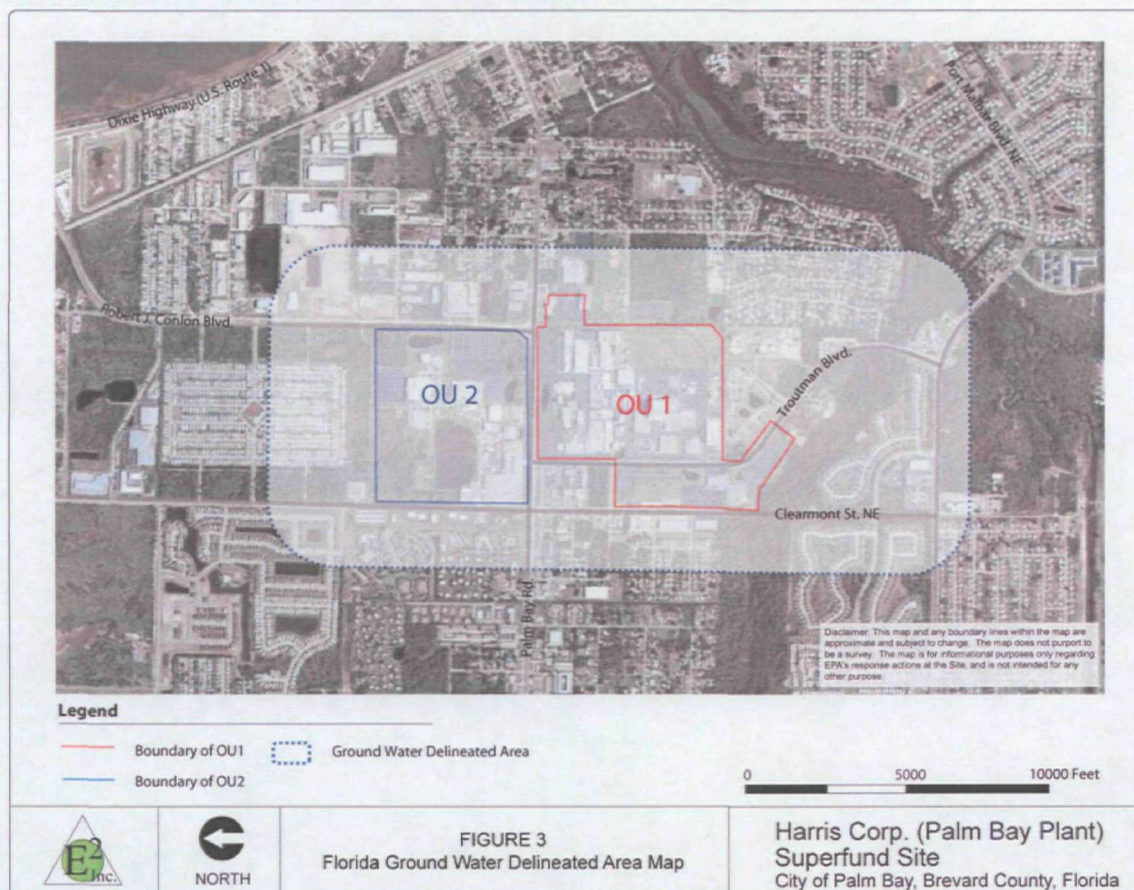 Dixie Highway (U.S. Route 1)
Port Malabar Blvd. NE
Robert J. Conlon Blvd.
OU 2
OU 1
Troutman Blvd.
Clearmont St. NE
Palm Bay Rd.
Disclaimer: This map and any boundary lines within the map are
approximate and subject to change. The map does not purport to
be a survey. The map is for informational purposes only regarding
EPA's response actions at the Site, and is not intended for any
other purpose.
Legend
Boundary of OU1
Ground Water Delineated Area
Boundary of OU2
0 5000 10000 Feet
E2 Inc.
NORTH
FIGURE 3
Florida Ground Water Delineated Area Map
Harris Corp. (Palm Bay Plant)
Superfund Site
City of Palm Bay, Brevard County, Florida